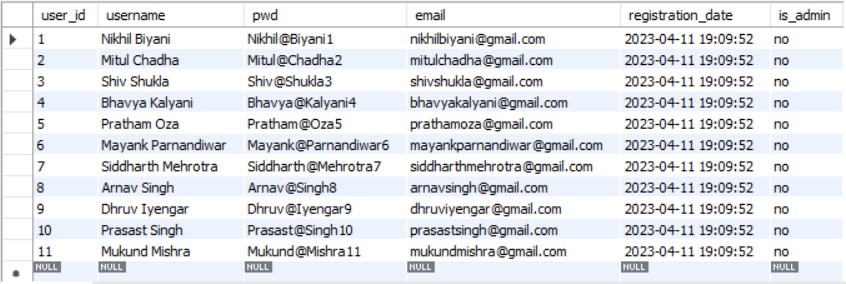 user_id username pwd email registration_date is_admin
1 Nikhil Biyani Nikhil@Biyani1 nikhilbiyani@gmail.com 2023-04-11 19:09:52 no
2 Mitul Chadha Mitul@Chadha2 mitulchadha@gmail.com 2023-04-11 19:09:52 no
3 Shiv Shukla Shiv@Shukla3 shivshukla@gmail.com 2023-04-11 19:09:52 no
4 Bhavya Kalyani Bhavya@Kalyani4 bhavyakalyani@gmail.com 2023-04-11 19:09:52 no
5 Pratham Oza Pratham@Oza5 prathamoza@gmail.com 2023-04-11 19:09:52 no
6 Mayank Parnandiwar Mayank@Parnandiwar6 mayankparnandiwar@gmail.com 2023-04-11 19:09:52 no
7 Siddharth Mehrotra Siddharth@Mehrotra7 siddharthmehrotra@gmail.com 2023-04-11 19:09:52 no
8 Arnav Singh Arnav@Singh8 arnavsingh@gmail.com 2023-04-11 19:09:52 no
9 Dhruv Iyengar Dhruv@Iyengar9 dhruviyengar@gmail.com 2023-04-11 19:09:52 no
10 Prasast Singh Prasast@Singh10 prasastsingh@gmail.com 2023-04-11 19:09:52 no
11 Mukund Mishra Mukund@Mishra11 mukundmishra@gmail.com 2023-04-11 19:09:52 no
NULL NULL NULL NULL NULL NULL